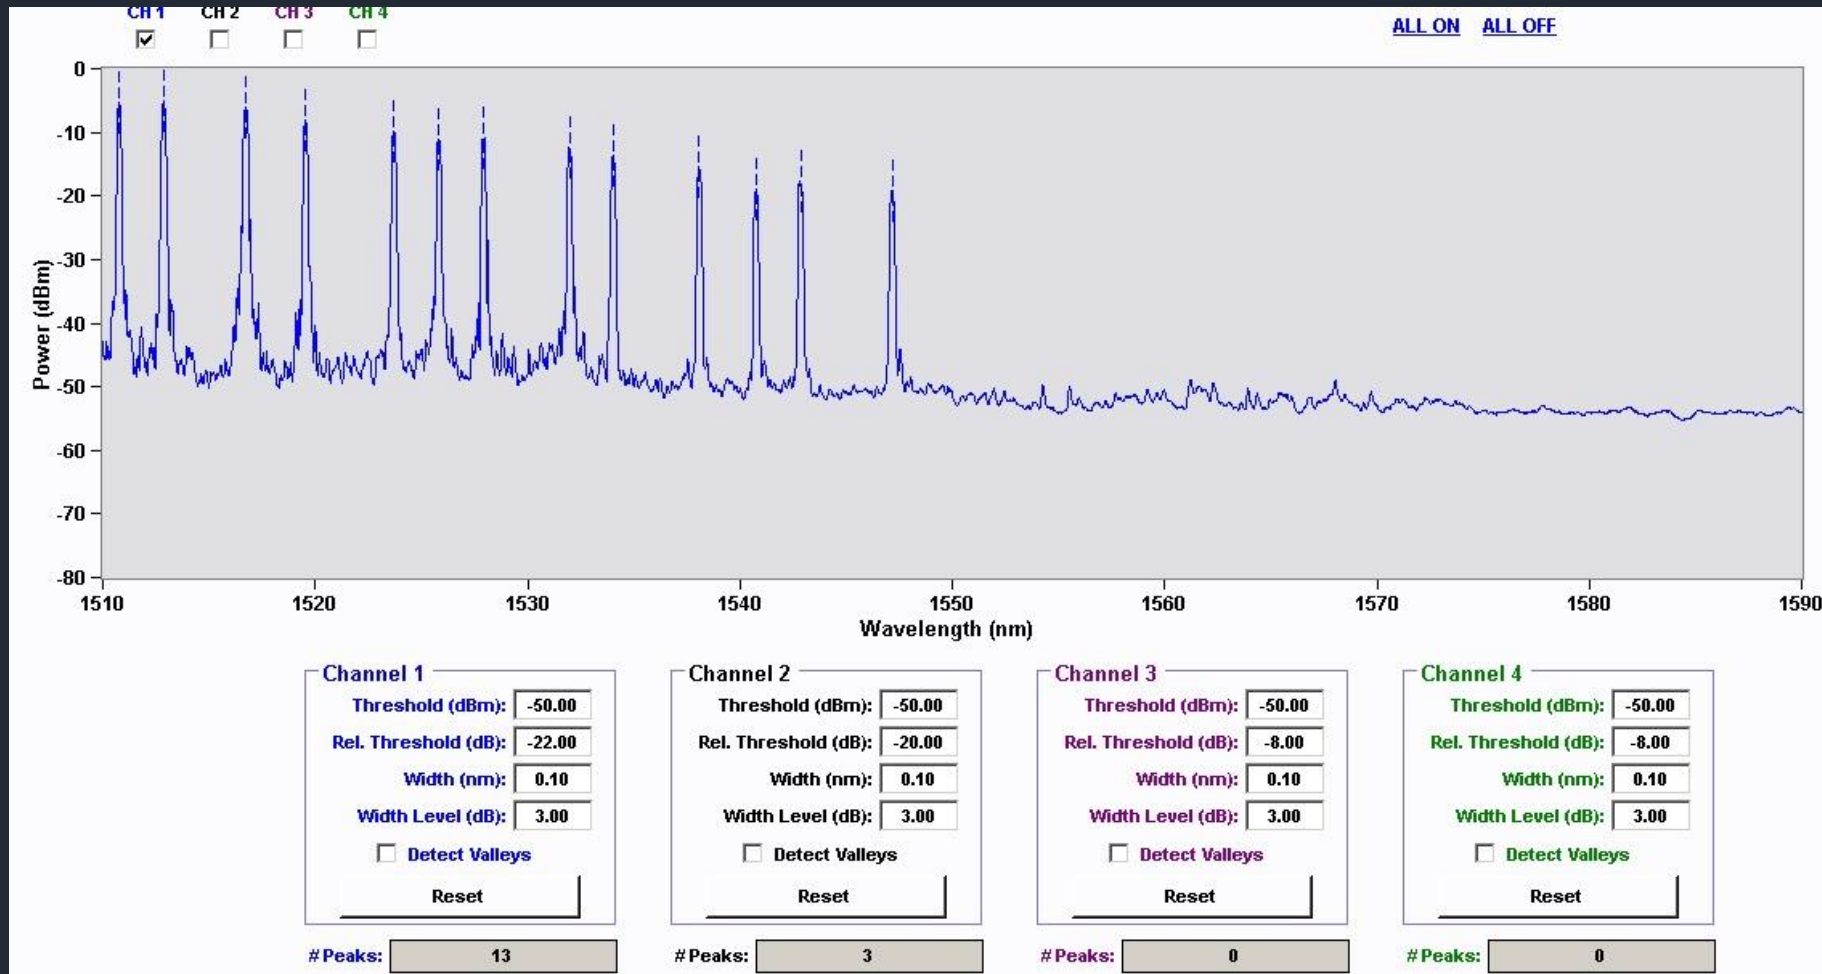 CH 1 CH 2 CH 3 CH 4
ALL ON ALL OFF
0
-10
-20
-30
-40
-50
-60
-70
-80
Power (dBm)
1510 1520 1530 1540 1550 1560 1570 1580 1590
Wavelength (nm)
Channel 1
Threshold (dBm): -50.00
Rel. Threshold (dB): -22.00
Width (nm): 0.10
Width Level (dB): 3.00
Detect Valleys
Reset
# Peaks: 13
Channel 2
Threshold (dBm): -50.00
Rel. Threshold (dB): -20.00
Width (nm): 0.10
Width Level (dB): 3.00
Detect Valleys
Reset
# Peaks: 3
Channel 3
Threshold (dBm): -50.00
Rel. Threshold (dB): -8.00
Width (nm): 0.10
Width Level (dB): 3.00
Detect Valleys
Reset
# Peaks: 0
Channel 4
Threshold (dBm): -50.00
Rel. Threshold (dB): -8.00
Width (nm): 0.10
Width Level (dB): 3.00
Detect Valleys
Reset
# Peaks: 0